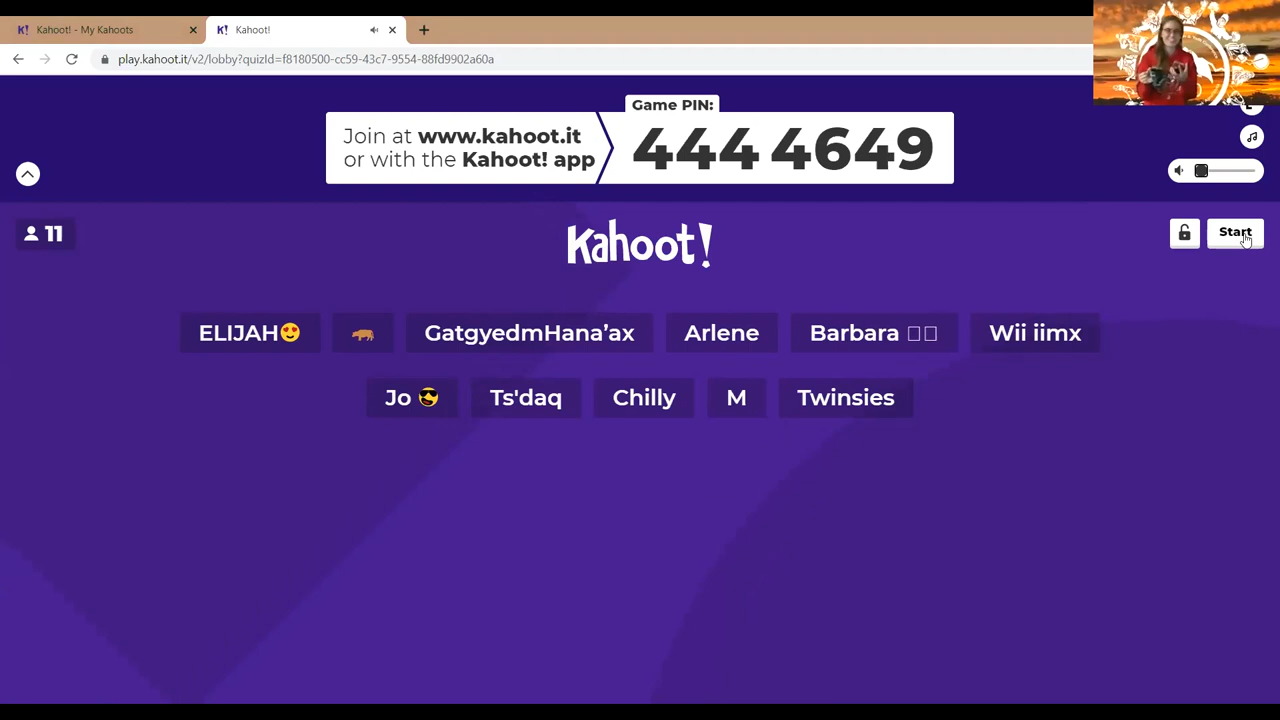 Kahoot! - My Kahoots
Kahoot!
play.kahoot.it/v2/lobby?quizId=f8180500-cc59-43c7-9554-88fd9902a60a
Game PIN:
Join at www.kahoot.it
or with the Kahoot! app
444 4649
11
Kahoot!
Start
ELIJAH😍
🐃
GatgyedmHana’ax
Arlene
Barbara
Wii iimx
Jo 😎
Ts'daq
Chilly
M
Twinsies